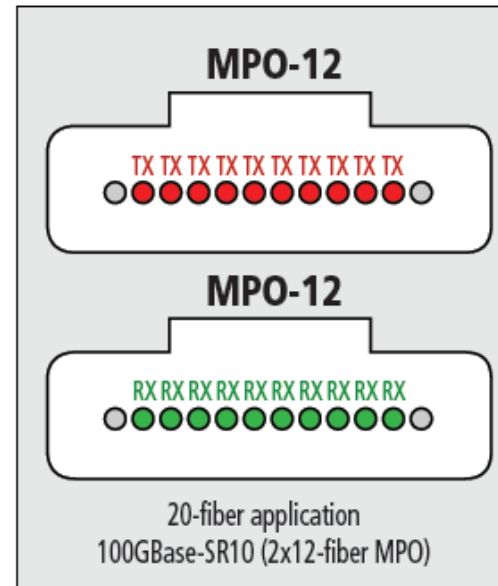 MPO-12
TX TX TX TX TX TX TX TX TX TX
MPO-12
RX RX RX RX RX RX RX RX RX RX
20-fiber application
100GBase-SR10 (2x12-fiber MPO)